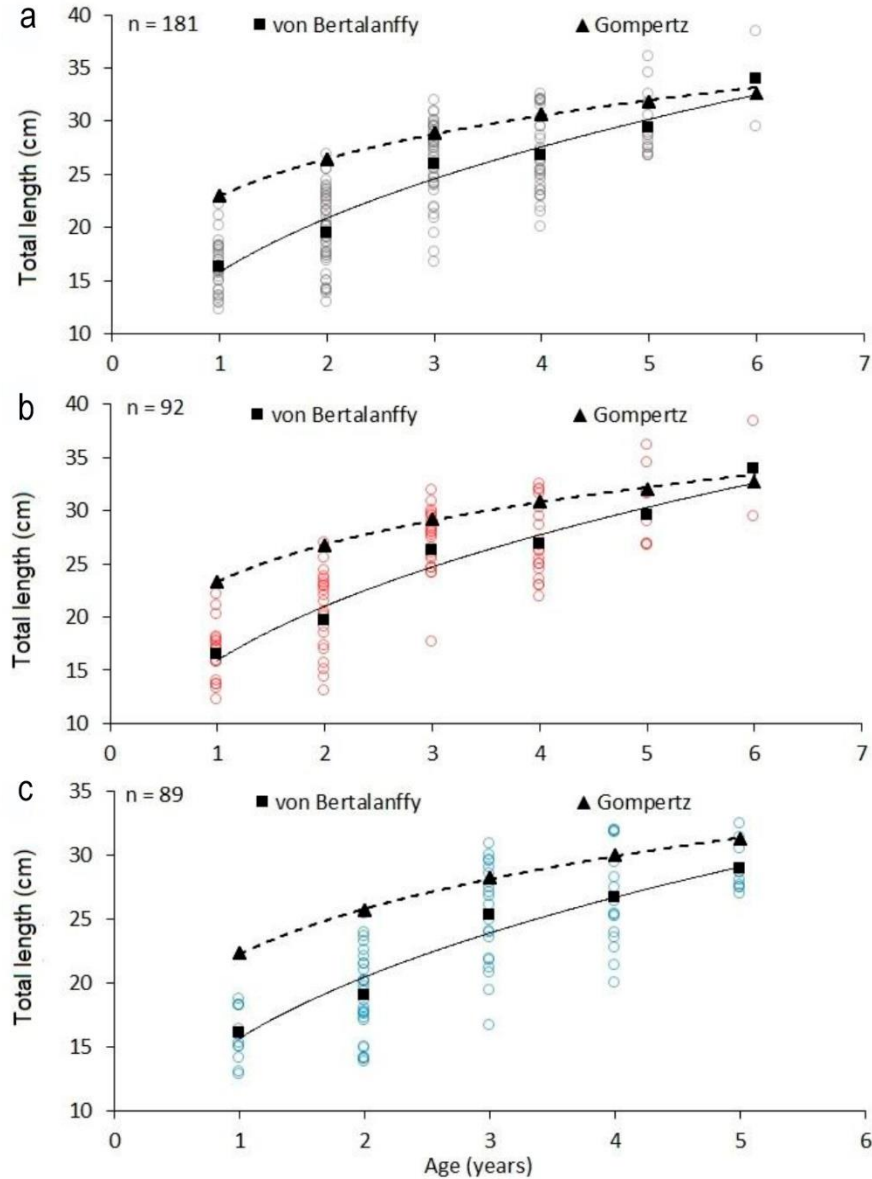 a
n = 181 ■ von Bertalanffy ▲ Gompertz
Total length (cm)
40
35
30
25
20
15
10
0 1 2 3 4 5 6 7
b
n = 92 ■ von Bertalanffy ▲ Gompertz
Total length (cm)
40
35
30
25
20
15
10
0 1 2 3 4 5 6 7
c
n = 89 ■ von Bertalanffy ▲ Gompertz
Total length (cm)
35
30
25
20
15
10
0 1 2 3 4 5 6
Age (years)